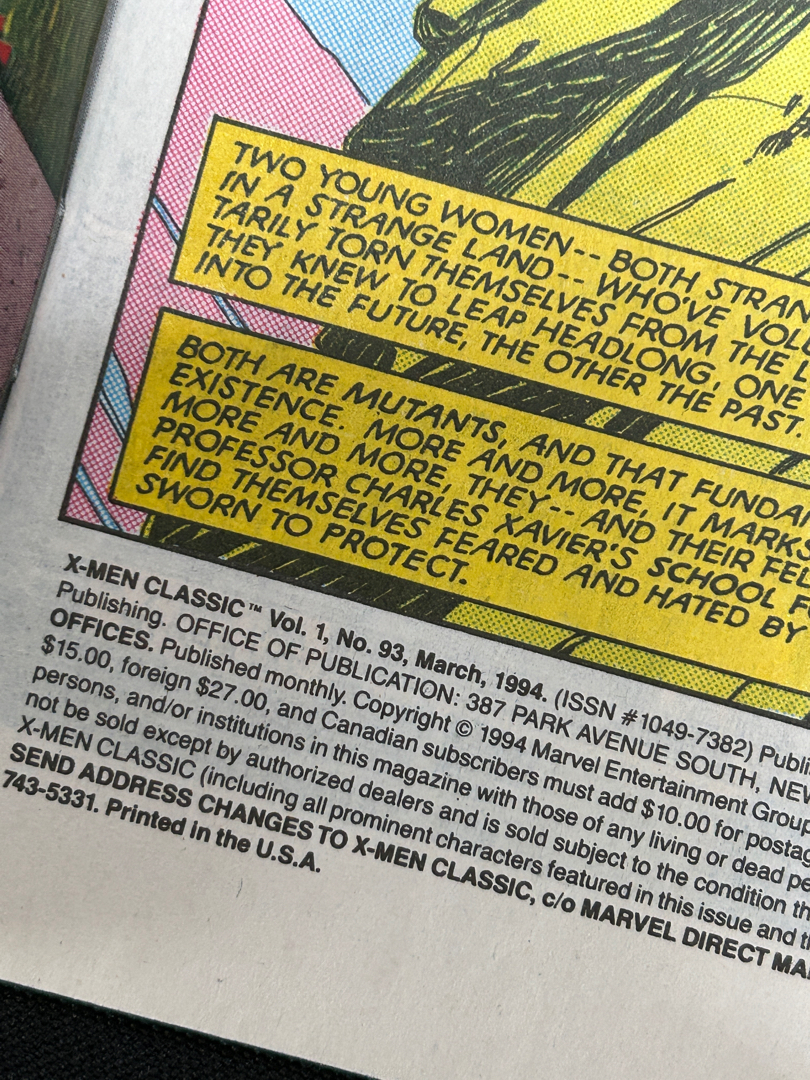 TWO YOUNG WOMEN-- BOTH STRAN
IN A STRANGE LAND-- WHO'VE VOLU
TARILY TORN THEMSELVES FROM THE L
THEY KNEW TO LEAP HEADLONG, ONE
INTO THE FUTURE, THE OTHER THE PAST.
BOTH ARE MUTANTS, AND THAT FUNDA
EXISTENCE. MORE AND MORE, IT MARKS
MORE AND MORE, THEY-- AND THEIR FEL
PROFESSOR CHARLES XAVIER'S SCHOOL F
FIND THEMSELVES FEARED AND HATED BY
SWORN TO PROTECT.
X-MEN CLASSIC™ Vol. 1, No. 93, March, 1994. (ISSN #1049-7382) Publi
Publishing. OFFICE OF PUBLICATION: 387 PARK AVENUE SOUTH, NEW
OFFICES. Published monthly. Copyright © 1994 Marvel Entertainment Group
$15.00, foreign $27.00, and Canadian subscribers must add $10.00 for postag
persons, and/or institutions in this magazine with those of any living or dead pe
not be sold except by authorized dealers and is sold subject to the condition th
X-MEN CLASSIC (including all prominent characters featured in this issue and th
SEND ADDRESS CHANGES TO X-MEN CLASSIC, c/o MARVEL DIRECT MAR
743-5331. Printed in the U.S.A.